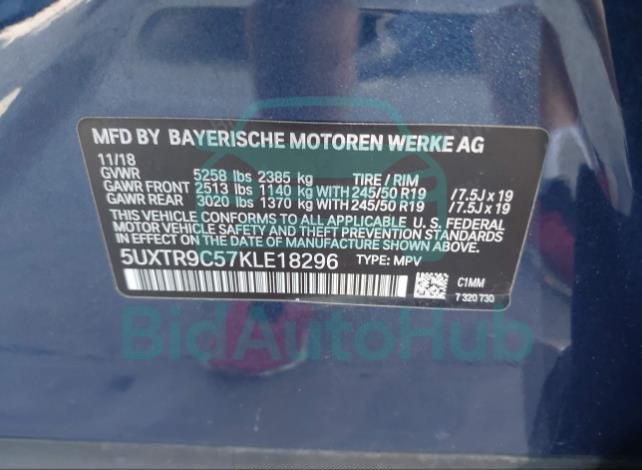 MFD BY BAYERISCHE MOTOREN WERKE AG
11/18
GVWR 5258 lbs 2385 kg TIRE / RIM
GAWR FRONT 2513 lbs 1140 kg WITH 245/50 R19 /7.5J x 19
GAWR REAR 3020 lbs 1370 kg WITH 245/50 R19 /7.5J x 19
THIS VEHICLE CONFORMS TO ALL APPLICABLE U.S. FEDERAL
MOTOR VEHICLE SAFETY STANDARDS IN EFFECT ON THE DATE
OF MANUFACTURE SHOWN ABOVE.
5UXTR9C57KLE18296 TYPE: MPV
C1MM
7 320 730
BidAutoHub